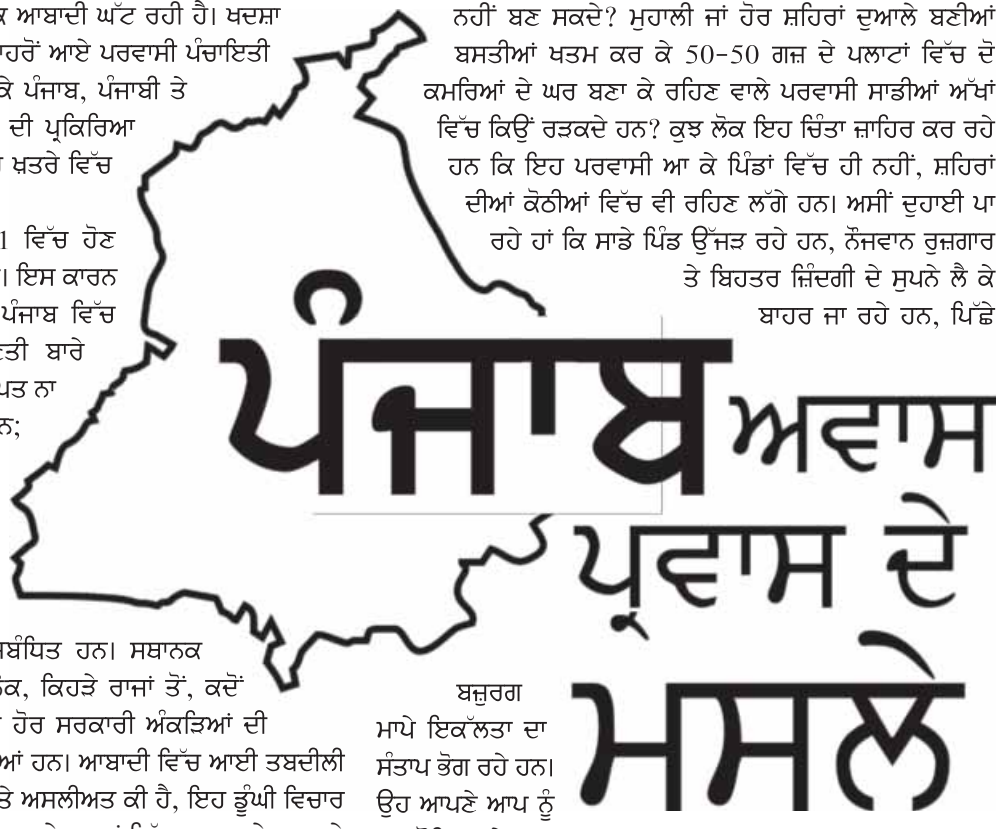 ਆਬਾਦੀ ਘੱਟ ਰਹੀ ਹੈ। ਖਦਸ਼ਾ
ਆਏ ਪਰਵਾਸੀ ਪੰਚਾਇਤੀ
ਕੇ ਪੰਜਾਬ, ਪੰਜਾਬੀ ਤੇ
ਦੀ ਪ੍ਰਕਿਰਿਆ
ਖ਼ਤਰੇ ਵਿੱਚ
ਵਿੱਚ ਹੋਣ
ਇਸ ਕਾਰਨ
ਪੰਜਾਬ ਵਿੱਚ
ਬਾਰੇ
ਨਾ
ਪੰਜਾਬ ਅਵਾਸ
ਪ੍ਰਵਾਸ ਦੇ
ਮਸਲੇ
ਹਨ। ਸਥਾਨਕ
ਕਿਹੜੇ ਰਾਜਾਂ ਤੋਂ, ਕਦੋਂ
ਹੋਰ ਸਰਕਾਰੀ ਅੰਕੜਿਆਂ ਦੀ
ਹਨ। ਆਬਾਦੀ ਵਿੱਚ ਆਈ ਤਬਦੀਲੀ
ਤੇ ਅਸਲੀਅਤ ਕੀ ਹੈ, ਇਹ ਡੂੰਘੀ ਵਿਚਾਰ
ਬਜ਼ੁਰਗ
ਮਾਪੇ ਇਕੱਲਤਾ ਦਾ
ਸੰਤਾਪ ਭੋਗ ਰਹੇ ਹਨ।
ਉਹ ਆਪਣੇ ਆਪ ਨੂੰ
ਨਹੀਂ ਬਣ ਸਕਦੇ? ਮੁਹਾਲੀ ਜਾਂ ਹੋਰ ਸ਼ਹਿਰਾਂ ਦੁਆਲੇ ਬਣੀਆਂ
ਬਸਤੀਆਂ ਖਤਮ ਕਰ ਕੇ 50-50 ਗਜ਼ ਦੇ ਪਲਾਟਾਂ ਵਿੱਚ ਦੋ
ਕਮਰਿਆਂ ਦੇ ਘਰ ਬਣਾ ਕੇ ਰਹਿਣ ਵਾਲੇ ਪਰਵਾਸੀ ਸਾਡੀਆਂ ਅੱਖਾਂ
ਵਿੱਚ ਕਿਉਂ ਰੜਕਦੇ ਹਨ? ਕੁਝ ਲੋਕ ਇਹ ਚਿੰਤਾ ਜ਼ਾਹਿਰ ਕਰ ਰਹੇ
ਹਨ ਕਿ ਇਹ ਪਰਵਾਸੀ ਆ ਕੇ ਪਿੰਡਾਂ ਵਿੱਚ ਹੀ ਨਹੀਂ, ਸ਼ਹਿਰਾਂ
ਦੀਆਂ ਕੋਠੀਆਂ ਵਿੱਚ ਵੀ ਰਹਿਣ ਲੱਗੇ ਹਨ। ਅਸੀਂ ਦੁਹਾਈ ਪਾ
ਰਹੇ ਹਾਂ ਕਿ ਸਾਡੇ ਪਿੰਡ ਉੱਜੜ ਰਹੇ ਹਨ, ਨੌਜਵਾਨ ਰੁਜ਼ਗਾਰ
ਤੇ ਬਿਹਤਰ ਜ਼ਿੰਦਗੀ ਦੇ ਸੁਪਨੇ ਲੈ ਕੇ
ਬਾਹਰ ਜਾ ਰਹੇ ਹਨ, ਪਿੱਛੇ